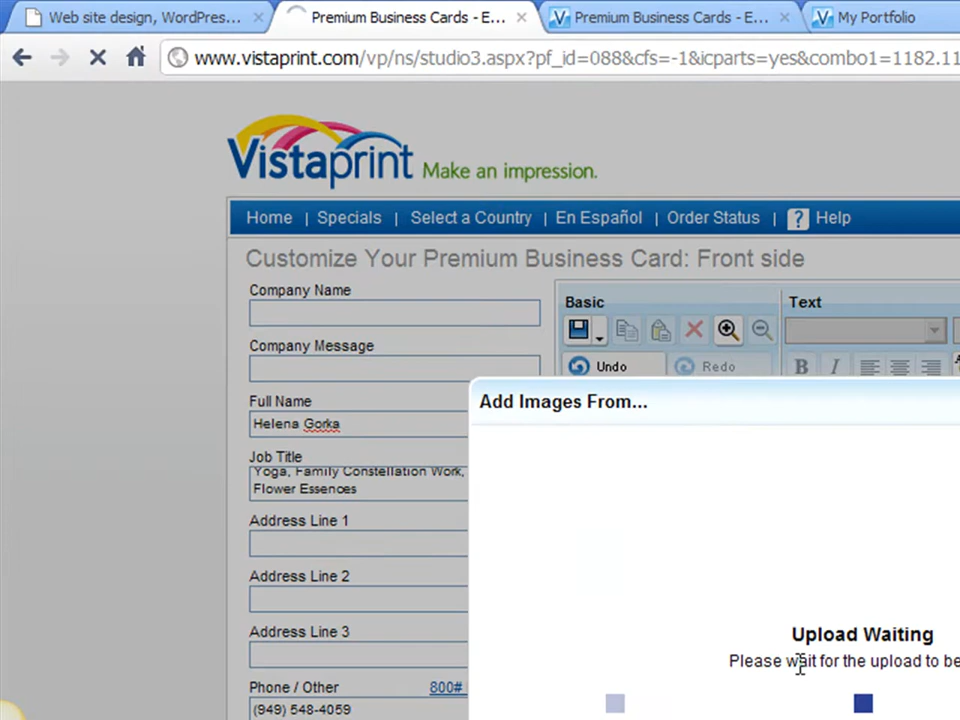 Web site design, WordPres...
Premium Business Cards - E...
Premium Business Cards - E...
My Portfolio
www.vistaprint.com/vp/ns/studio3.aspx?pf_id=088&cfs=-1&icparts=yes&combo1=1182.11
Vistaprint Make an impression.
Home | Specials | Select a Country | En Español | Order Status | ? Help
Customize Your Premium Business Card: Front side
Company Name
Basic
Text
Company Message
Undo
Redo
B I
Add Images From...
Full Name
Helena Gorka
Job Title
Yoga, Family Constellation Work,
Flower Essences
Address Line 1
Address Line 2
Address Line 3
Upload Waiting
Please wait for the upload to be
Phone / Other
800#
(949) 548-4059